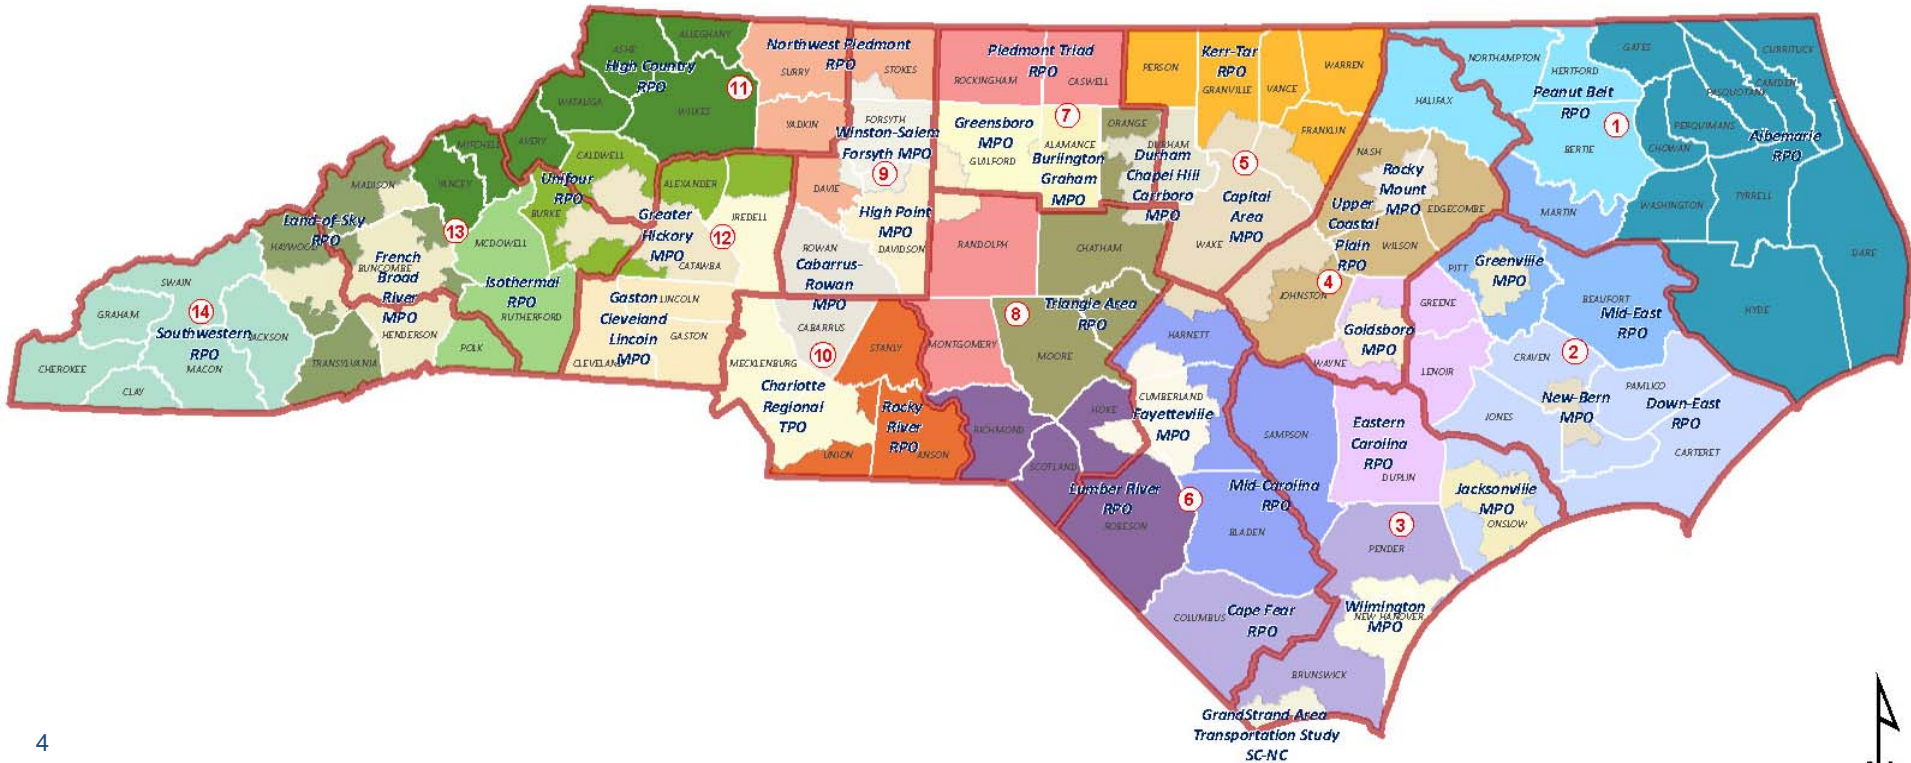 ASHE
ALLEGHANY
High Country
RPO
WATAUGA
WILKES
11
AVERY
MITCHELL
YANCEY
Northwest Piedmont
RPO
SURRY
STOKES
YADKIN
FORSYTH
Winston-Salem
Forsyth MPO
9
DAVIE
High Point
MPO
DAVIDSON
Piedmont Triad
RPO
ROCKINGHAM
CASWELL
7
Greensboro
MPO
GUILFORD
ALAMANCE
Burlington
Graham
MPO
ORANGE
DURHAM
Durham
Chapel Hill
Carrboro
MPO
Kerr-Tar
RPO
PERSON
GRANVILLE
VANCE
WARREN
FRANKLIN
5
Capital
Area
MPO
WAKE
NORTHAMPTON
HERTFORD
Peanut Belt
RPO
1
HALIFAX
BERTIE
GATES
CURRITUCK
CAMDEN
PASQUOTANK
PERQUIMANS
CHOWAN
Albemarle
RPO
WASHINGTON
TYRRELL
DARE
HYDE
MARTIN
NASH
Rocky
Mount
MPO
EDGECOMBE
Upper
Coastal
Plain
RPO
WILSON
4
JOHNSTON
Goldsboro
MPO
WAYNE
PITT
Greenville
MPO
GREENE
LENOIR
BEAUFORT
Mid-East
RPO
2
CRAVEN
PAMLICO
New-Bern
MPO
Down-East
RPO
JONES
CARTERET
Jacksonville
MPO
ONSLOW
Eastern
Carolina
RPO
DUPLIN
3
PENDER
Wilmington
NEW HANOVER
MPO
BRUNSWICK
GrandStrand Area
Transportation Study
SC-NC
COLUMBUS
Cape Fear
RPO
SAMPSON
Mid-Carolina
RPO
BLADEN
6
HARNETT
CUMBERLAND
Fayetteville
MPO
HOKE
RICHMOND
SCOTLAND
Lumber River
RPO
ROBESON
RANDOLPH
CHATHAM
8
Triangle Area
RPO
MONTGOMERY
MOORE
ROWAN
Cabarrus-
Rowan
MPO
CABARRUS
10
STANLY
MECKLENBURG
Charlotte
Regional
TPO
Rocky
River
RPO
UNION
ANSON
CALDWELL
Unifour
RPO
BURKE
ALEXANDER
IREDELL
Greater
Hickory
MPO
12
CATAWBA
LINCOLN
Gaston
Cleveland
Lincoln
MPO
GASTON
CLEVELAND
MADISON
Land-of-Sky
RPO
HAYWOOD
13
MCDOWELL
BUNCOMBE
French
Broad
River
MPO
HENDERSON
TRANSYLVANIA
Isothermal
RPO
RUTHERFORD
POLK
SWAIN
GRAHAM
14
Southwestern
RPO
JACKSON
MACON
CHEROKEE
CLAY
4